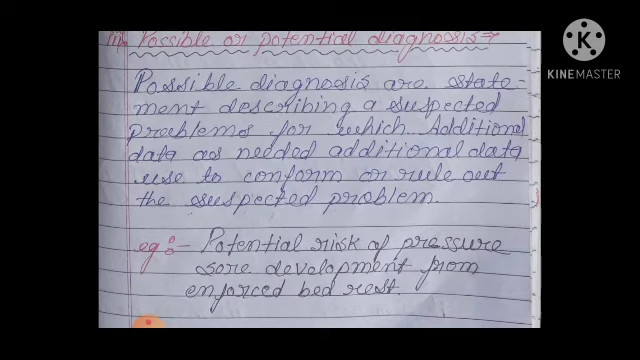 iii) Possible or potential diagnosis⇒
Possible diagnosis are state-
ment describing a suspected
problems for which Additional
data as needed additional data
use to conform or rule out
the suspected problem.
eg:- Potential risk of pressure
sore development from
enforced bed rest.
KINEMASTER